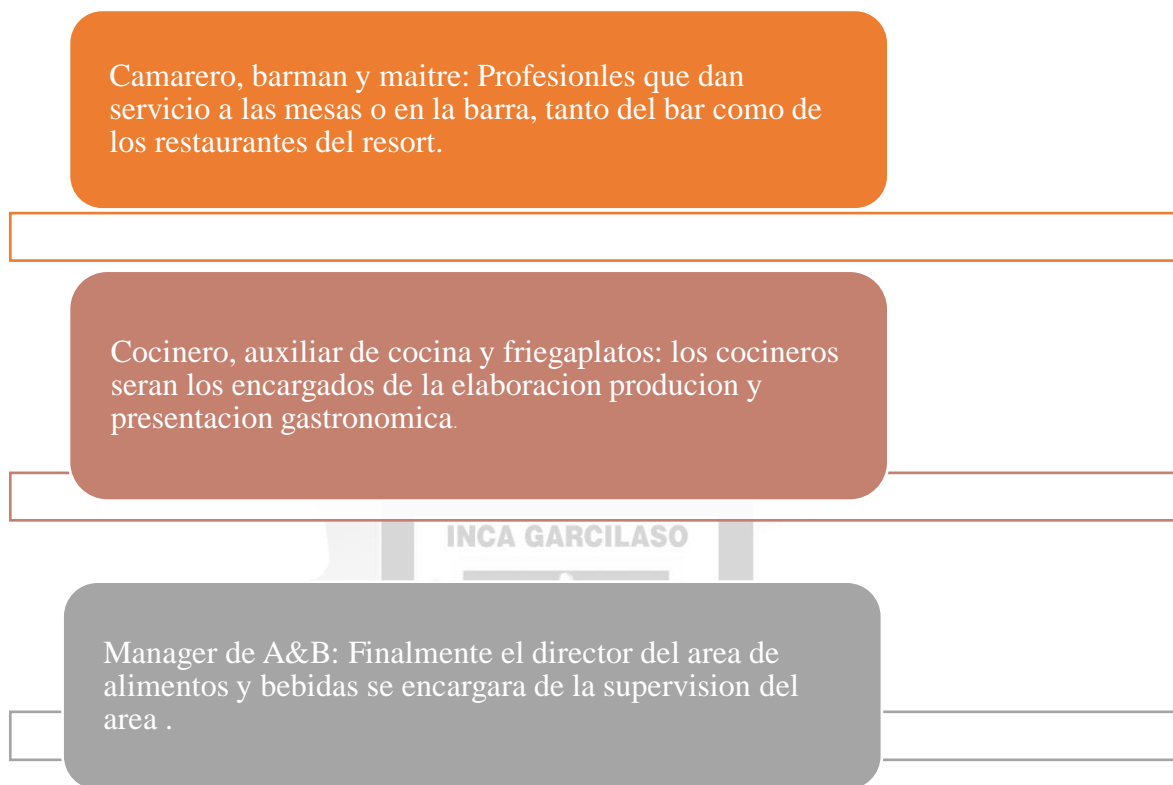 Camarero, barman y maitre: Profesionles que dan
servicio a las mesas o en la barra, tanto del bar como de
los restaurantes del resort.
Cocinero, auxiliar de cocina y friegaplatos: los cocineros
seran los encargados de la elaboracion producion y
presentacion gastronomica.
INCA GARCILASO
Manager de A&B: Finalmente el director del area de
alimentos y bebidas se encargara de la supervision del
area .